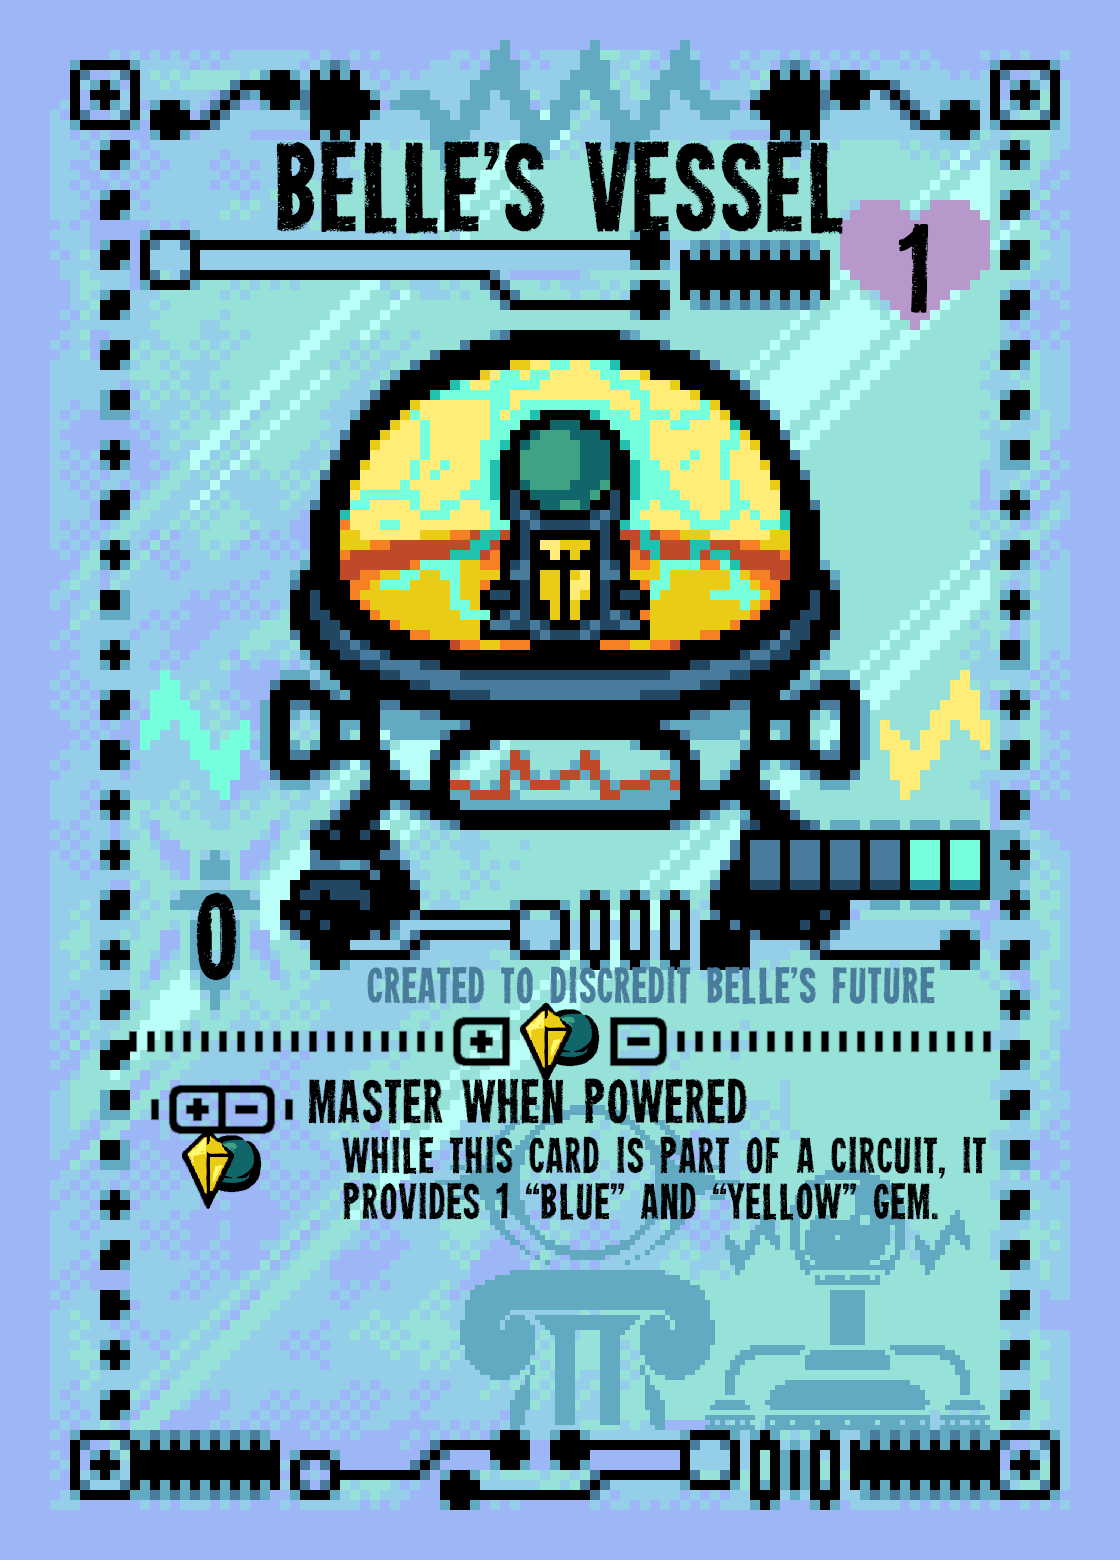 BELLE’S VESSEL
1
0
CREATED TO DISCREDIT BELLE’S FUTURE
MASTER WHEN POWERED
WHILE THIS CARD IS PART OF A CIRCUIT, IT
PROVIDES 1 “BLUE” AND “YELLOW” GEM.